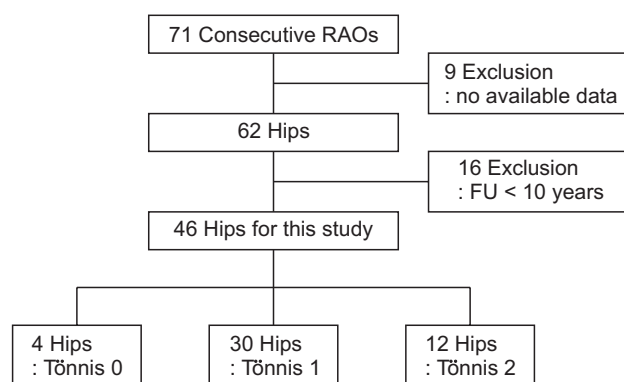 71 Consecutive RAOs
9 Exclusion
: no available data
62 Hips
16 Exclusion
: FU < 10 years
46 Hips for this study
4 Hips
: Tönnis 0
30 Hips
: Tönnis 1
12 Hips
: Tönnis 2